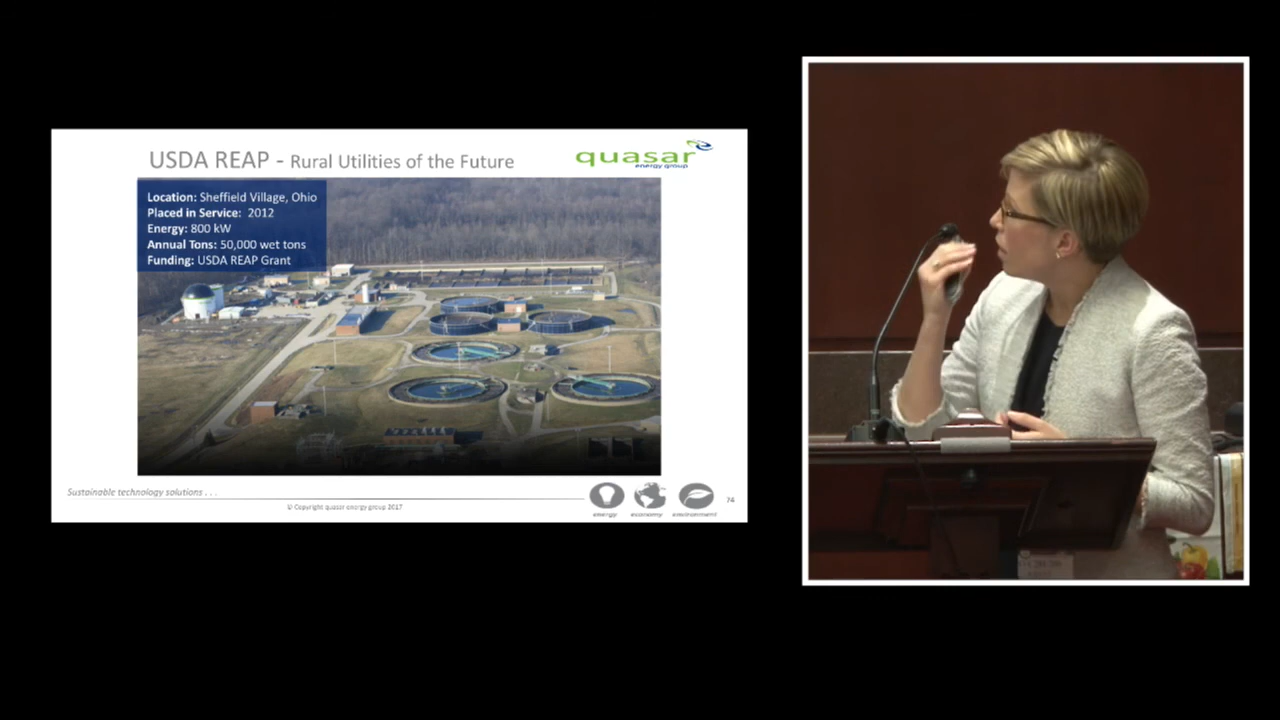 USDA REAP - Rural Utilities of the Future
quasar
energy group
Location: Sheffield Village, Ohio
Placed in Service: 2012
Energy: 800 kW
Annual Tons: 50,000 wet tons
Funding: USDA REAP Grant
Sustainable technology solutions . . .
© Copyright quasar energy group 2017
energy economy environment
74